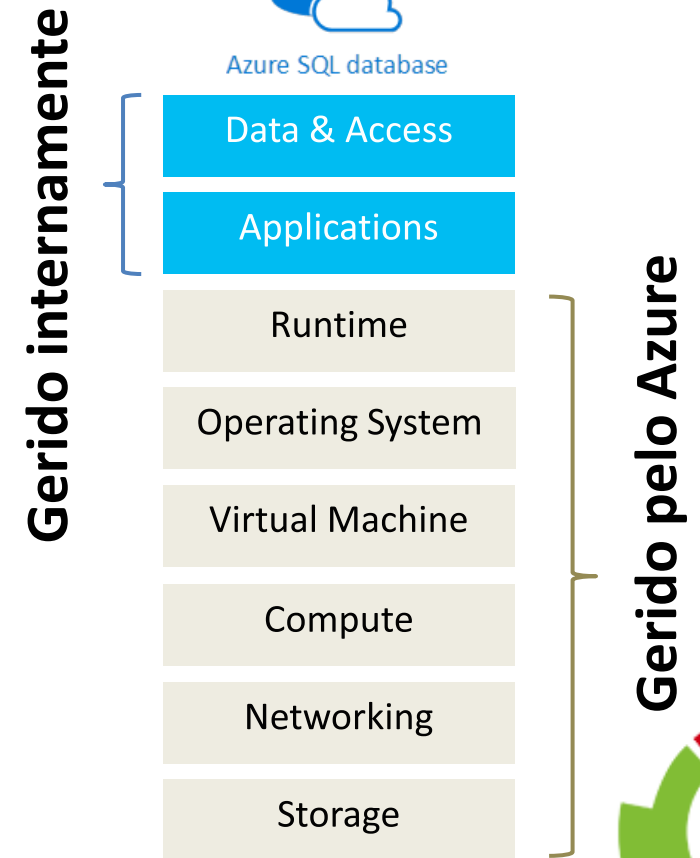 Azure SQL database
Gerido internamente
Data & Access
Applications
Runtime
Operating System
Virtual Machine
Compute
Networking
Storage
Gerido pelo Azure